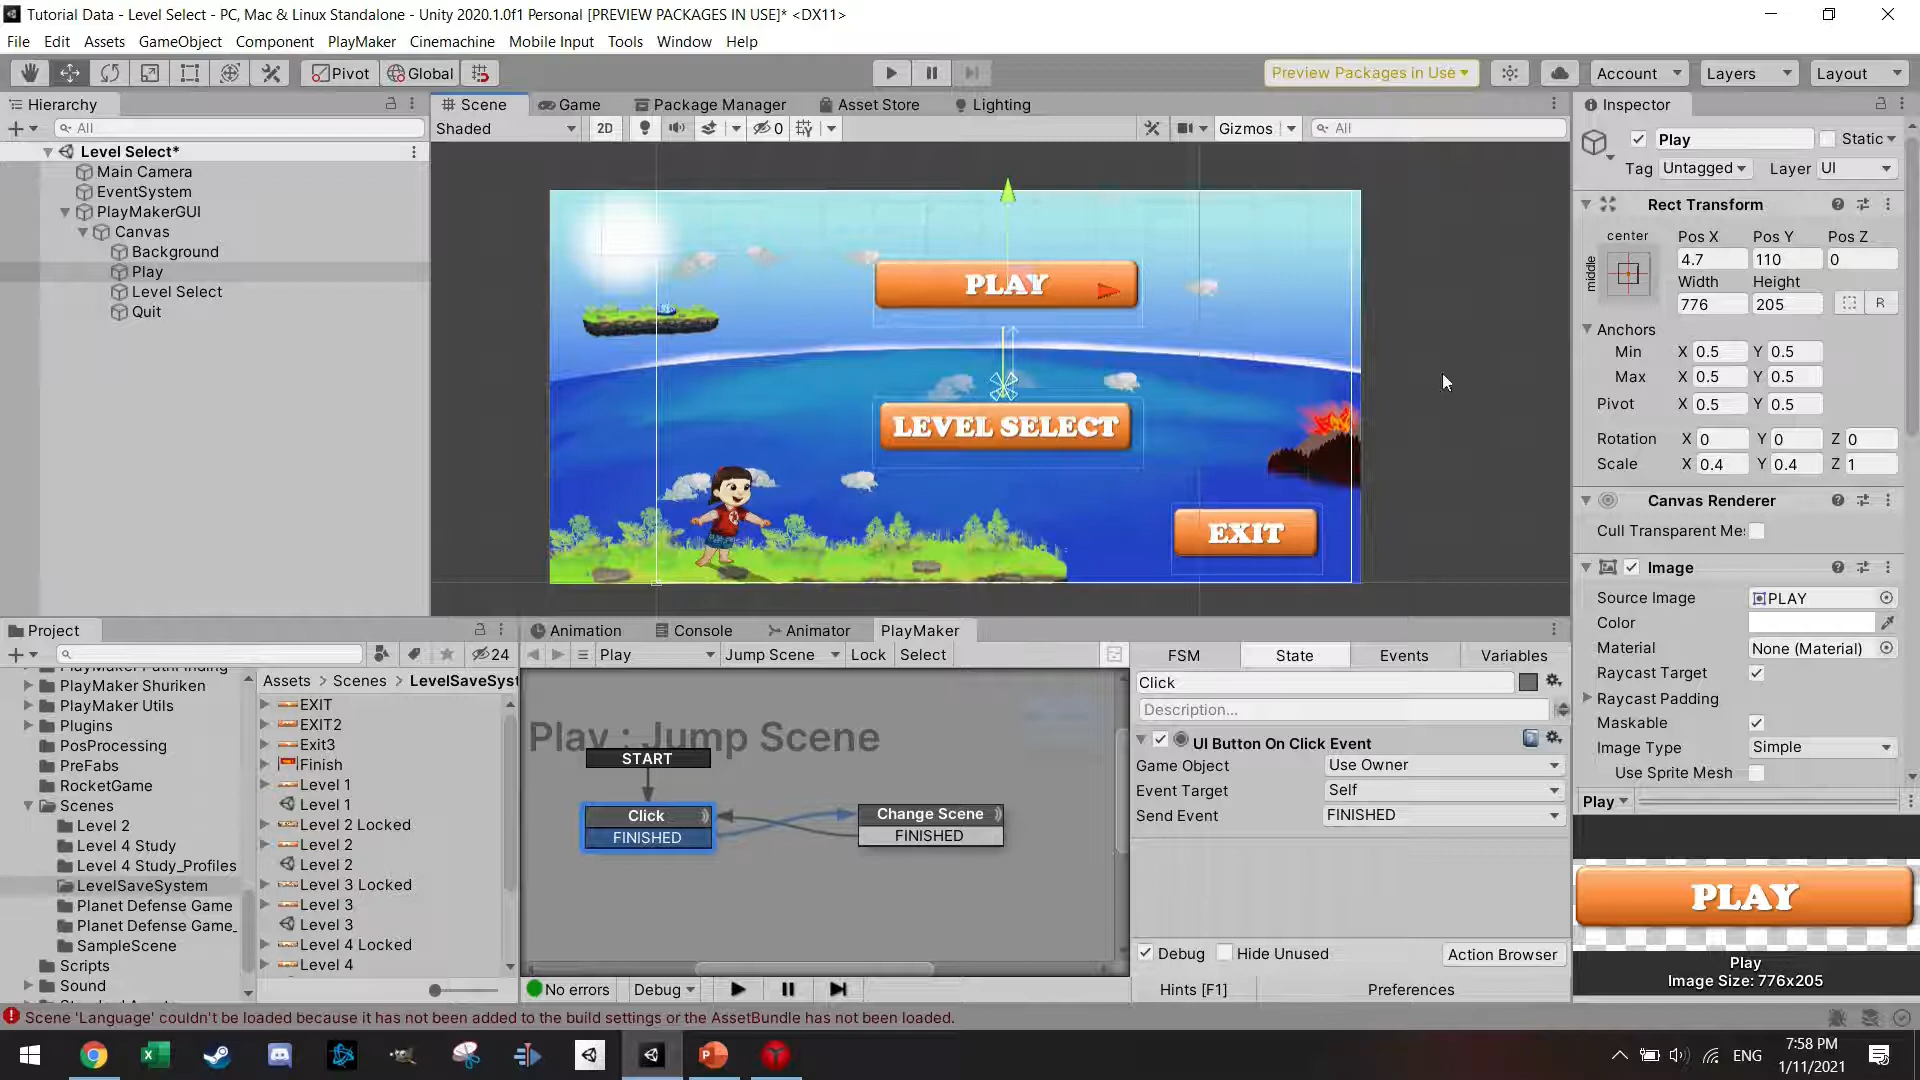 Tutorial Data - Level Select - PC, Mac & Linux Standalone - Unity 2020.1.0f1 Personal [PREVIEW PACKAGES IN USE]* <DX11>
File Edit Assets GameObject Component PlayMaker Cinemachine Mobile Input Tools Window Help
Pivot Global Preview Packages in Use Account Layers Layout
Hierarchy
All
Level Select*
Main Camera
EventSystem
PlayMakerGUI
Canvas
Background
Play
Level Select
Quit
Scene Game Package Manager Asset Store Lighting
Shaded 2D 0 Gizmos All
PLAY
LEVEL SELECT
EXIT
Inspector
Play Static
Tag Untagged Layer UI
Rect Transform
center Pos X Pos Y Pos Z
middle 4.7 110 0
Width Height
776 205 R
Anchors
Min X 0.5 Y 0.5
Max X 0.5 Y 0.5
Pivot X 0.5 Y 0.5
Rotation X 0 Y 0 Z 0
Scale X 0.4 Y 0.4 Z 1
Canvas Renderer
Cull Transparent Me
Image
Source Image PLAY
Color
Material None (Material)
Raycast Target
Raycast Padding
Maskable
Image Type Simple
Use Sprite Mesh
Play
PLAY
Play
Image Size: 776x205
Project
24
PlayMaker PathFinding
PlayMaker Shuriken
PlayMaker Utils
Plugins
PosProcessing
PreFabs
RocketGame
Scenes
Level 2
Level 4 Study
Level 4 Study_Profiles
LevelSaveSystem
Planet Defense Game
Planet Defense Game_
SampleScene
Scripts
Sound
Assets > Scenes > LevelSaveSyst
EXIT
EXIT2
Exit3
Finish
Level 1
Level 1
Level 2 Locked
Level 2
Level 2
Level 3 Locked
Level 3
Level 3
Level 4 Locked
Level 4
Animation Console Animator PlayMaker
Play Jump Scene Lock Select
Play : Jump Scene
START
Click
FINISHED
Change Scene
FINISHED
No errors Debug
FSM State Events Variables
Click
Description...
UI Button On Click Event
Game Object Use Owner
Event Target Self
Send Event FINISHED
Debug Hide Unused Action Browser
Hints [F1] Preferences
Scene 'Language' couldn't be loaded because it has not been added to the build settings or the AssetBundle has not been loaded.
ENG
7:58 PM
1/11/2021